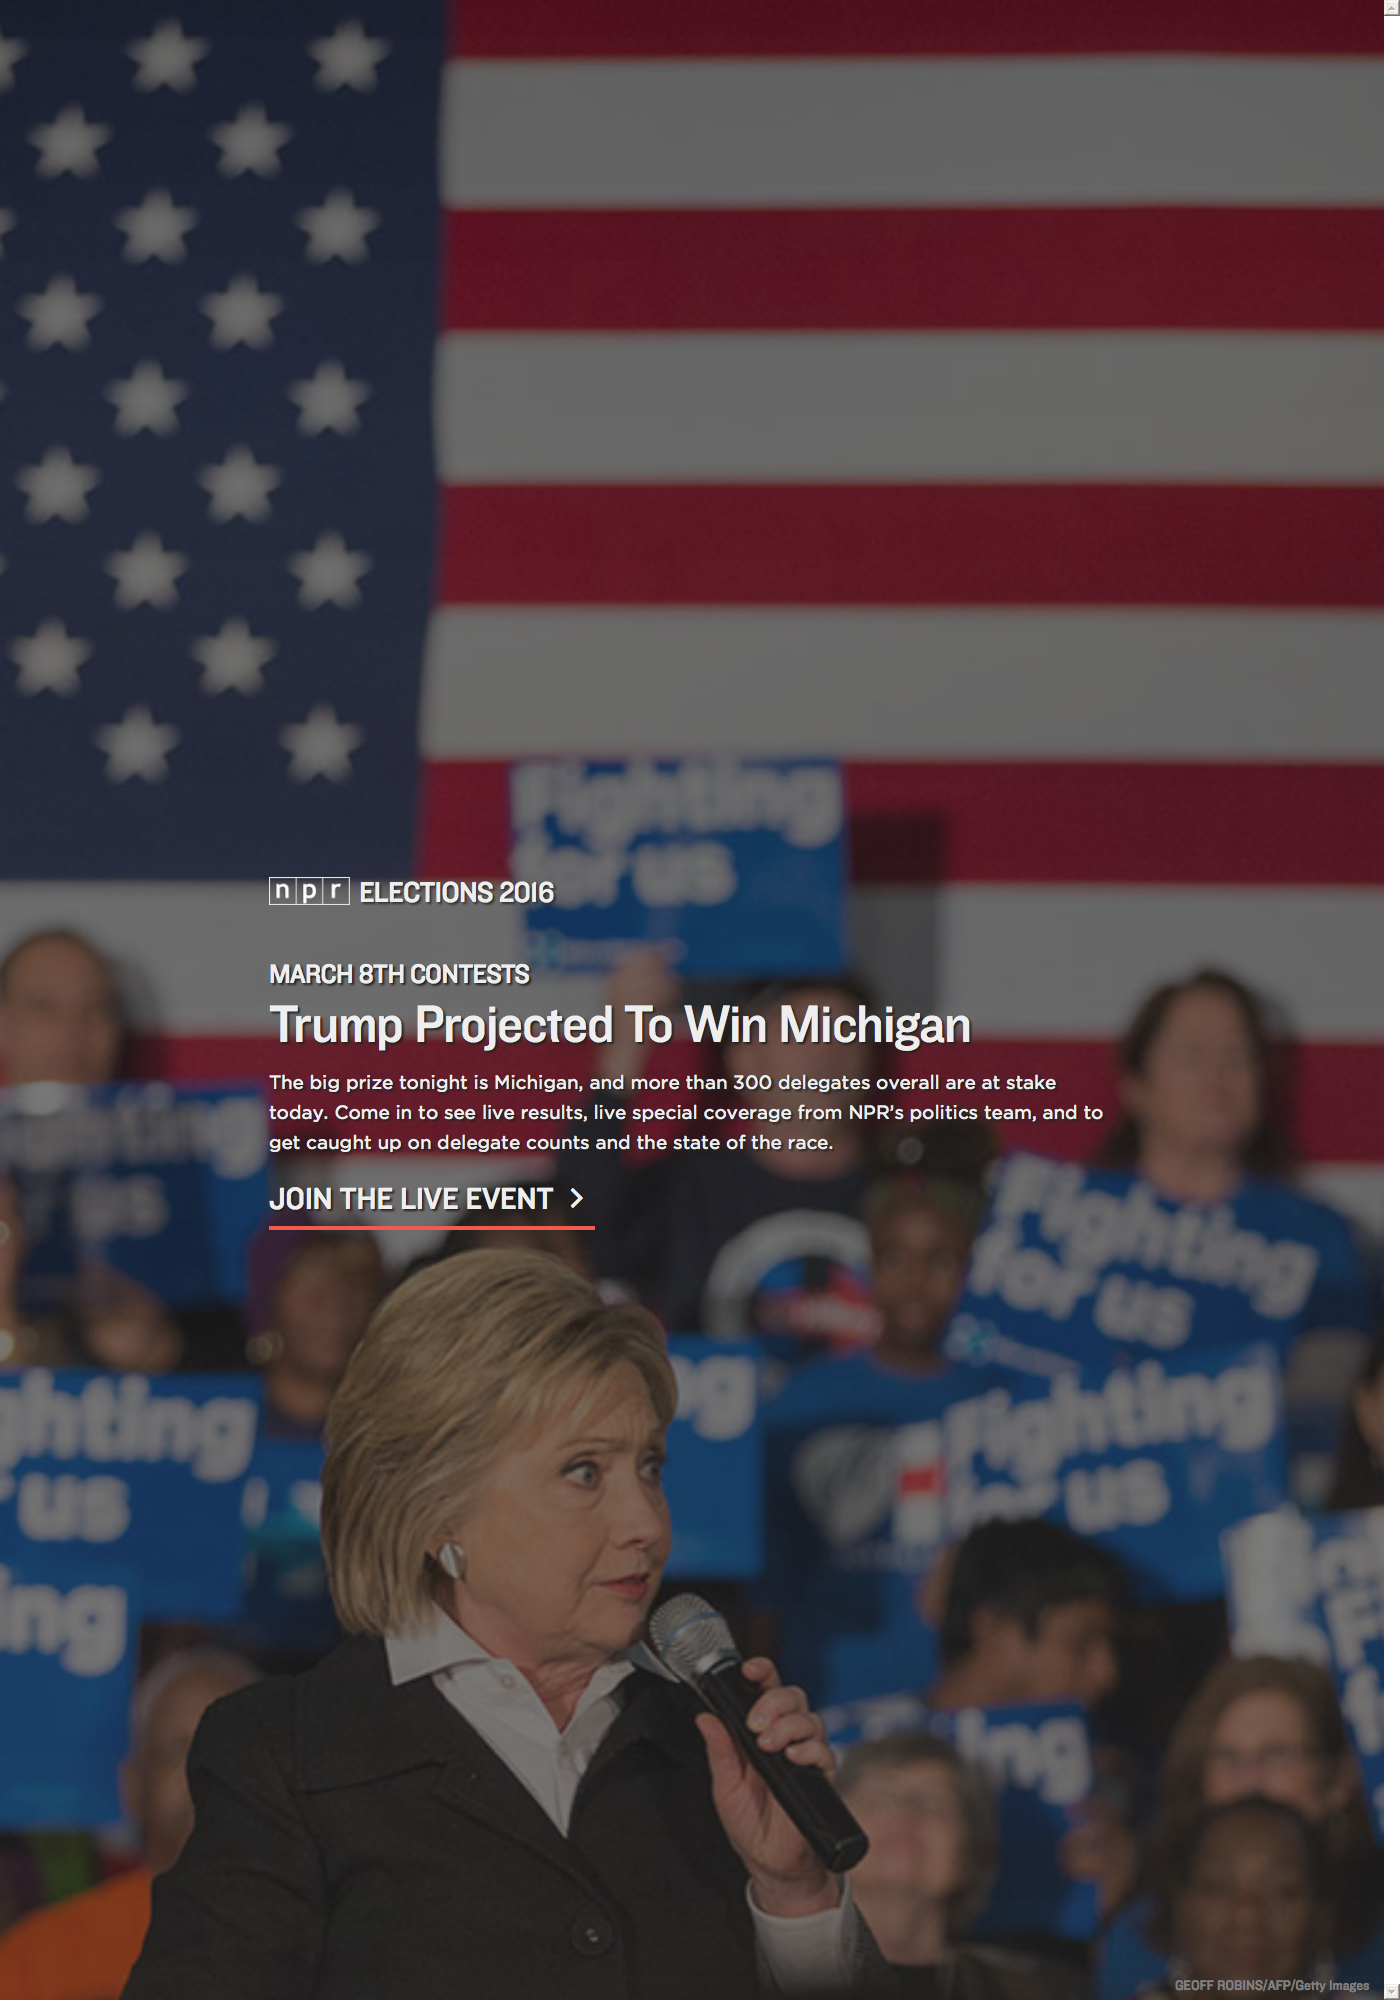 npr ELECTIONS 2016
MARCH 8TH CONTESTS
Trump Projected To Win Michigan
The big prize tonight is Michigan, and more than 300 delegates overall are at stake
today. Come in to see live results, live special coverage from NPR’s politics team, and to
get caught up on delegate counts and the state of the race.
JOIN THE LIVE EVENT
Fighting
for us
Fighting
for us
Fighting
for us
ghting
us
Fighting
for us
ng
ing
ing
GEOFF ROBINS/AFP/Getty Images